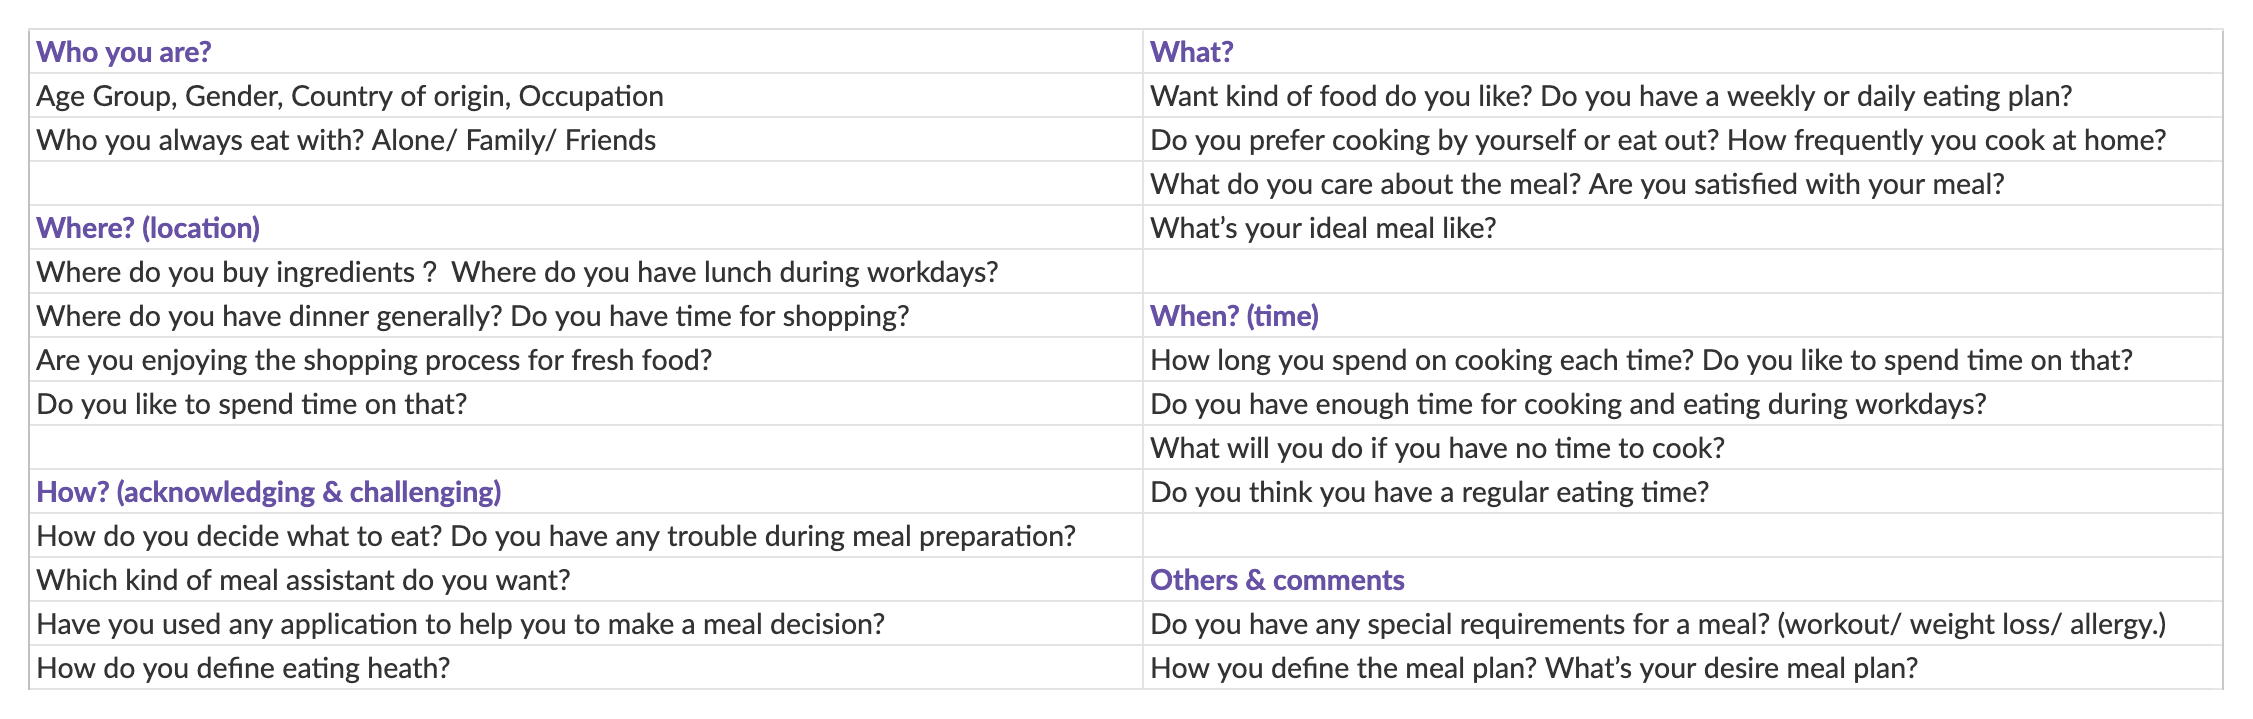 Who you are?
Age Group, Gender, Country of origin, Occupation
Who you always eat with? Alone/ Family/ Friends
Where? (location)
Where do you buy ingredients ?  Where do you have lunch during workdays?
Where do you have dinner generally? Do you have time for shopping?
Are you enjoying the shopping process for fresh food?
Do you like to spend time on that?
How? (acknowledging & challenging)
How do you decide what to eat? Do you have any trouble during meal preparation?
Which kind of meal assistant do you want?
Have you used any application to help you to make a meal decision?
How do you define eating heath?
What?
Want kind of food do you like? Do you have a weekly or daily eating plan?
Do you prefer cooking by yourself or eat out? How frequently you cook at home?
What do you care about the meal? Are you satisfied with your meal?
What’s your ideal meal like?
When? (time)
How long you spend on cooking each time? Do you like to spend time on that?
Do you have enough time for cooking and eating during workdays?
What will you do if you have no time to cook?
Do you think you have a regular eating time?
Others & comments
Do you have any special requirements for a meal? (workout/ weight loss/ allergy.)
How you define the meal plan? What’s your desire meal plan?